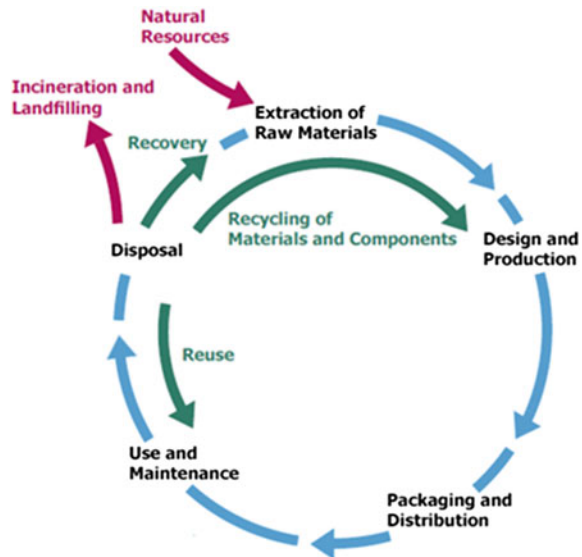 Natural
Resources
Incineration and
Landfilling
Extraction of
Raw Materials
Recovery
Recycling of
Materials and Components
Disposal
Design and
Production
Reuse
Use and
Maintenance
Packaging and
Distribution